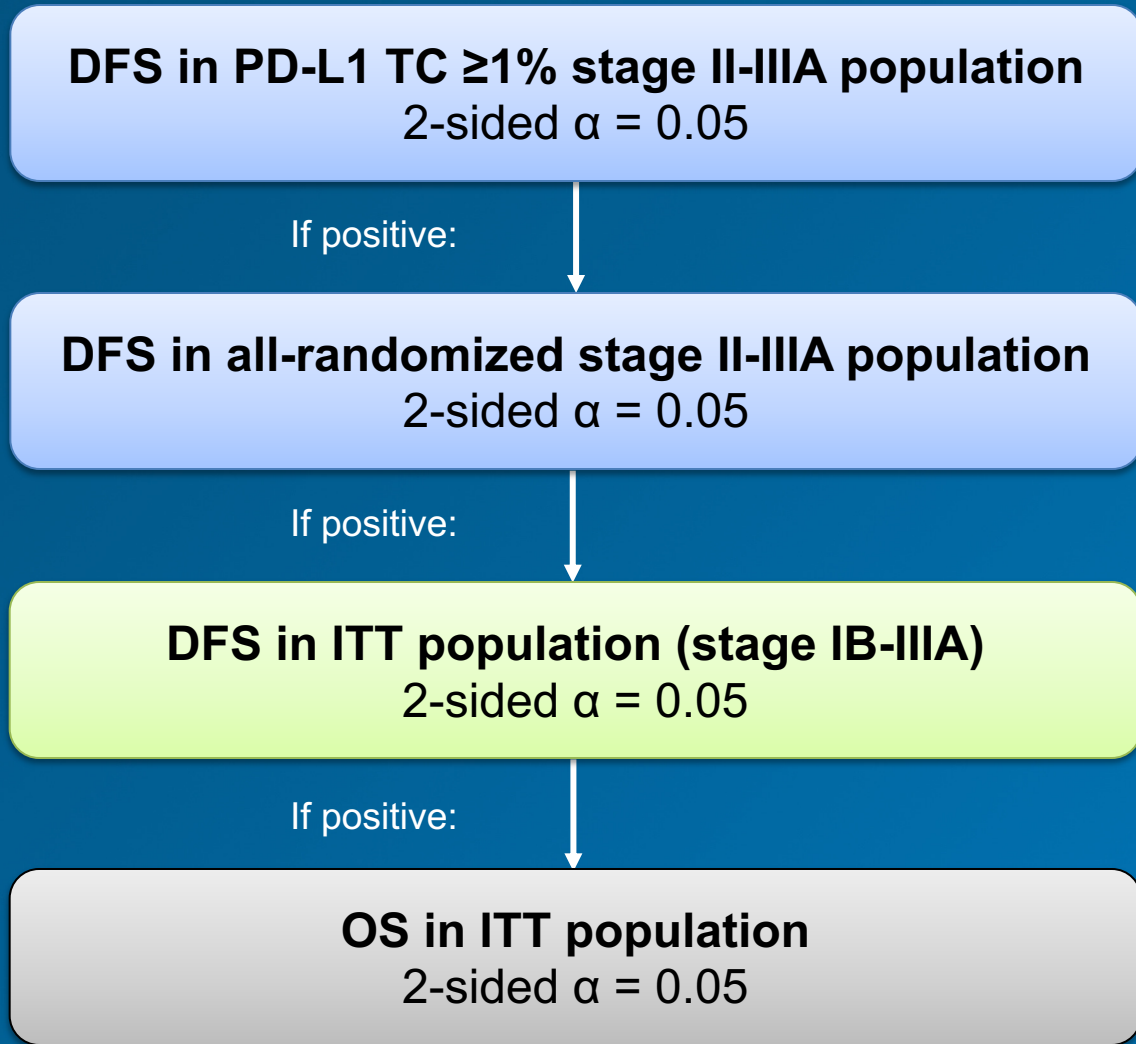 DFS in PD-L1 TC ≥1% stage II-IIIA population
2-sided α = 0.05
If positive:
DFS in all-randomized stage II-IIIA population
2-sided α = 0.05
If positive:
DFS in ITT population (stage IB-IIIA)
2-sided α = 0.05
If positive:
OS in ITT population
2-sided α = 0.05